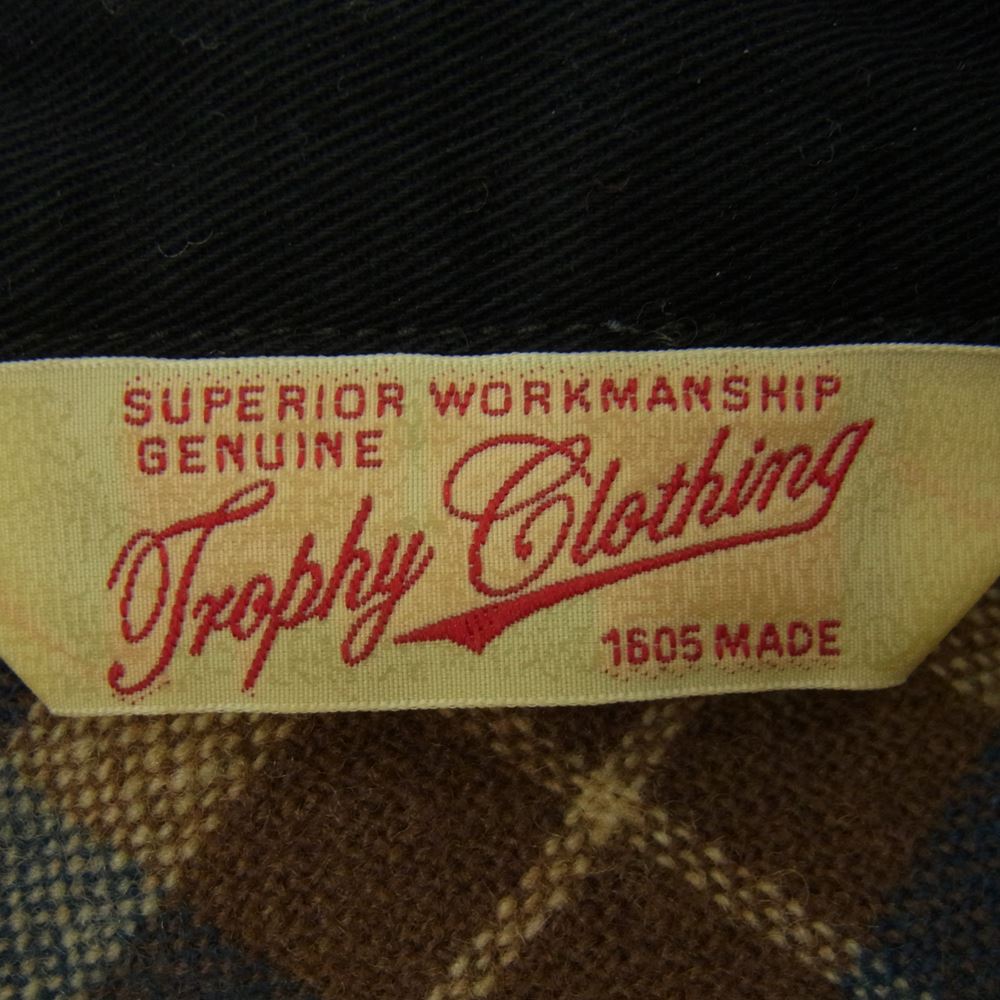 SUPERIOR WORKMANSHIP
GENUINE
Trophy Clothing
1605 MADE